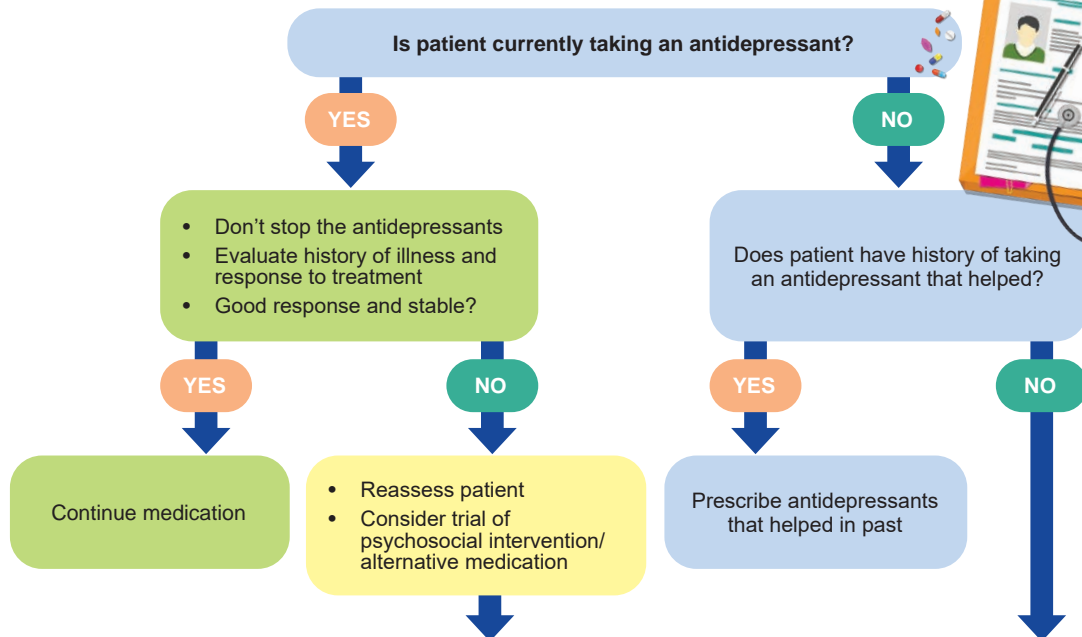 Is patient currently taking an antidepressant?
YES
NO
• Don’t stop the antidepressants
• Evaluate history of illness and
response to treatment
• Good response and stable?
Does patient have history of taking
an antidepressant that helped?
YES
NO
YES
NO
Continue medication
• Reassess patient
• Consider trial of
psychosocial intervention/
alternative medication
Prescribe antidepressants
that helped in past